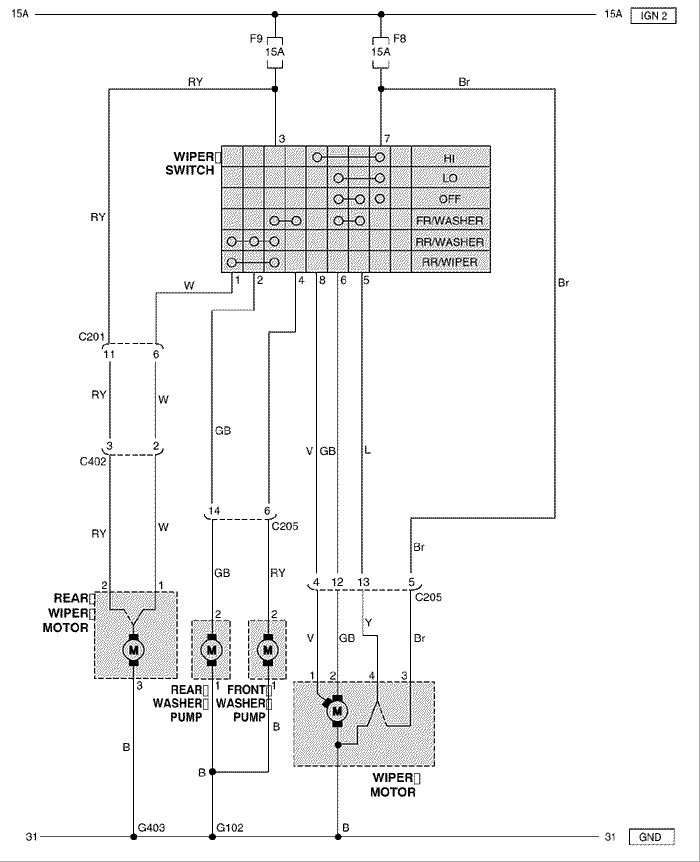 15A 15A IGN 2
F9 15A F8 15A
RY Br
3 7
WIPER SWITCH
HI
LO
OFF
FR/WASHER
RR/WASHER
RR/WIPER
1 2 4 8 6 5
RY W Br
C201
11 6
RY W GB V GB L
3 2
C402
14 6
C205
RY W GB RY Br
4 12 13 5
C205
2 1
REAR WIPER MOTOR
M
3
2 2
M M
1 1
REAR WASHER PUMP
FRONT WASHER PUMP
V GB Y Br
1 2 4 3
M
WIPER MOTOR
B B B B
31 G403 G102 31 GND